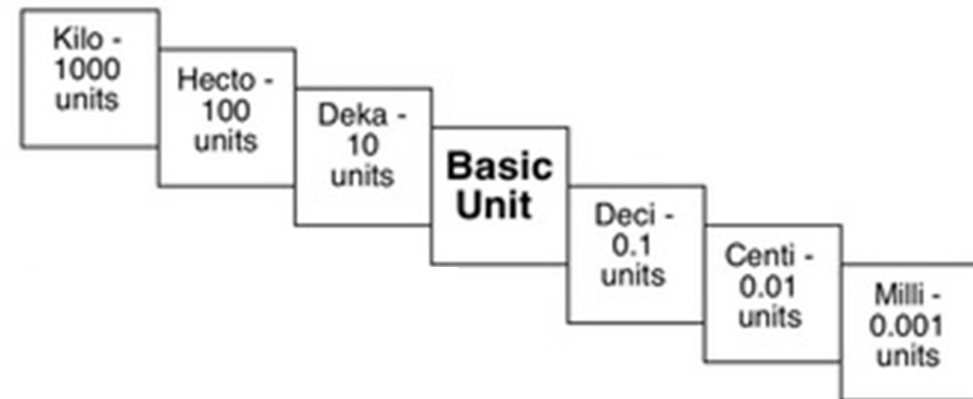 Kilo -
1000
units
Hecto -
100
units
Deka -
10
units
Basic
Unit
Deci -
0.1
units
Centi -
0.01
units
Milli -
0.001
units